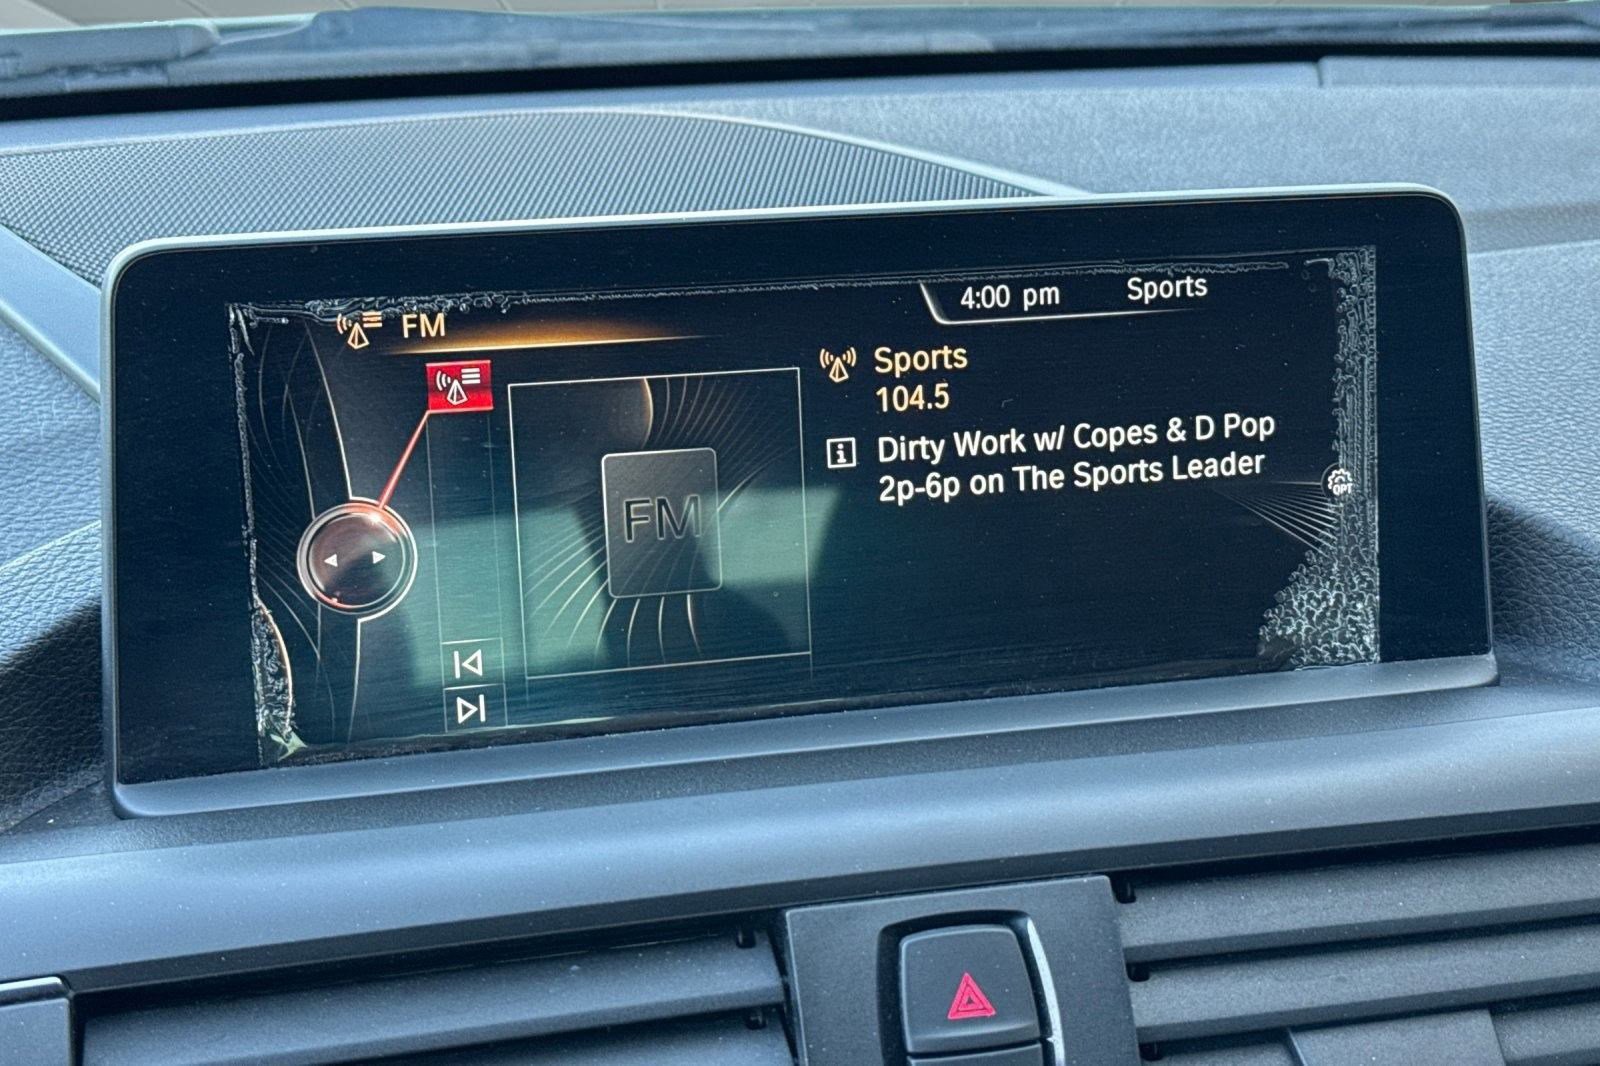 4:00 pm Sports
FM
Sports
104.5
Dirty Work w/ Copes & D Pop
2p-6p on The Sports Leader
FM
OPT